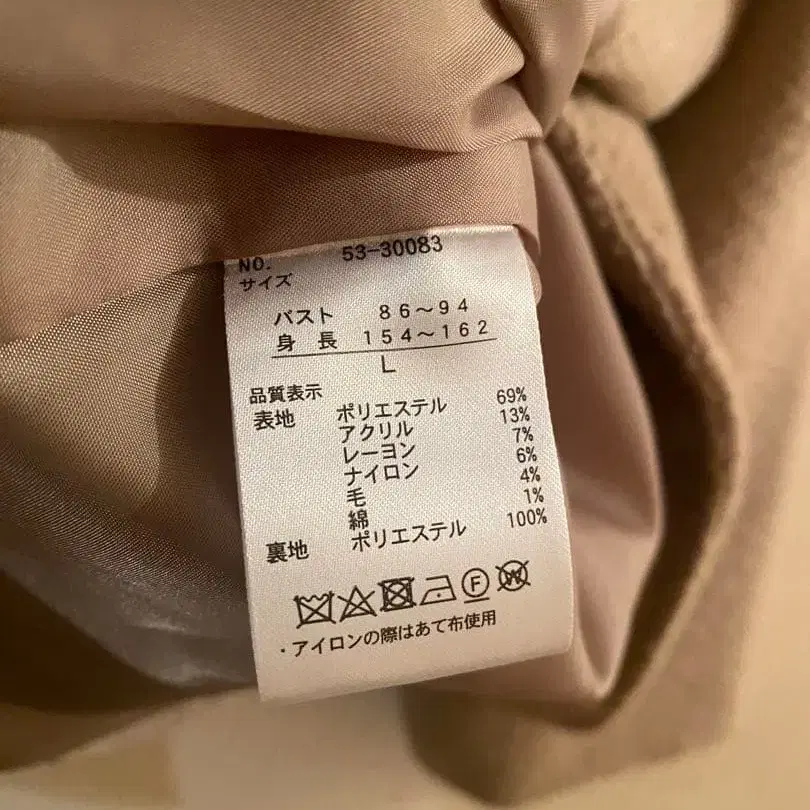 NO. 53-30083
サイズ
バスト 86～94
身長 154～162
L
品質表示
表地 ポリエステル 69%
アクリル 13%
レーヨン 7%
ナイロン 6%
毛 4%
綿 1%
裏地 ポリエステル 100%
F W
・アイロンの際はあて布使用